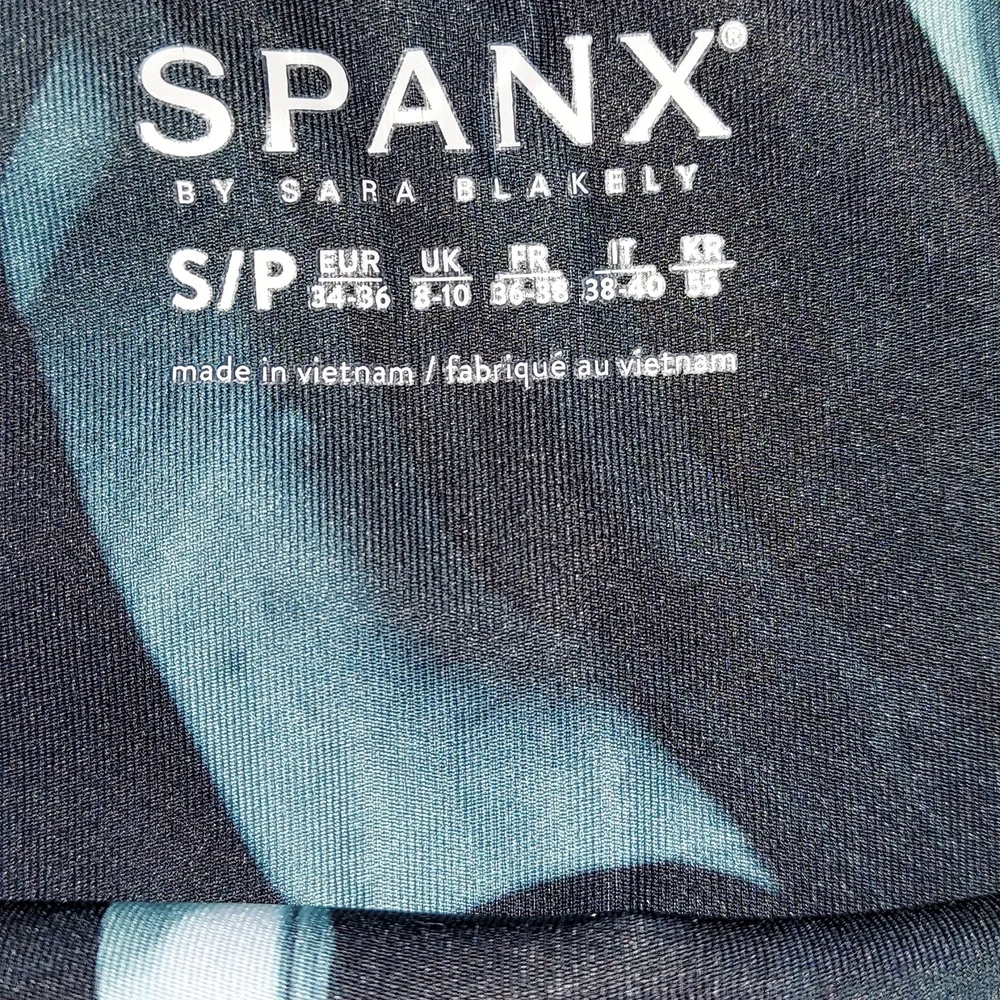 SPANX®
BY SARA BLAKELY
S/P EUR 34-36 UK 8-10 FR 36-38 IT 38-40 KR 55
made in vietnam / fabriqué au vietnam